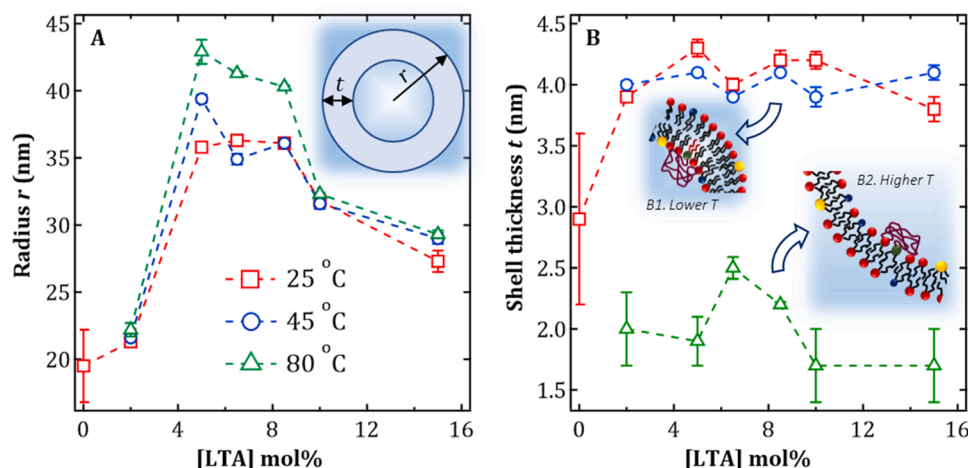 A
45
40
35
30
25
20
0
4
8
12
16
Radius r (nm)
[LTA] mol%
t
r
25 °C
45 °C
80 °C
B
4.5
4.0
3.5
3.0
2.5
2.0
1.5
0
4
8
12
16
Shell thickness t (nm)
[LTA] mol%
B1. Lower T
B2. Higher T